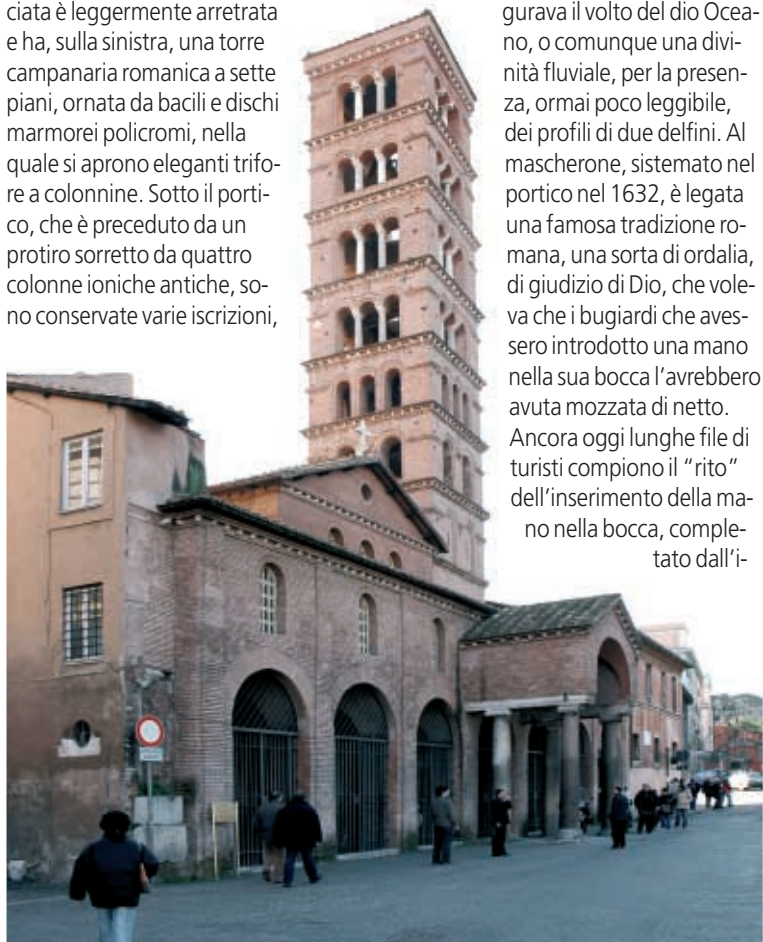 ciata è leggermente arretrata
e ha, sulla sinistra, una torre
campanaria romanica a sette
piani, ornata da bacili e dischi
marmorei policromi, nella
quale si aprono eleganti trifo-
re a colonnine. Sotto il porti-
co, che è preceduto da un
protiro sorretto da quattro
colonne ioniche antiche, so-
no conservate varie iscrizioni,
gurava il volto del dio Ocea-
no, o comunque una divi-
nità fluviale, per la presen-
za, ormai poco leggibile,
dei profili di due delfini. Al
mascherone, sistemato nel
portico nel 1632, è legata
una famosa tradizione ro-
mana, una sorta di ordalia,
di giudizio di Dio, che vole-
va che i bugiardi che aves-
sero introdotto una mano
nella sua bocca l'avrebbero
avuta mozzata di netto.
Ancora oggi lunghe file di
turisti compiono il "rito"
dell'inserimento della ma-
no nella bocca, comple-
tato dall'i-